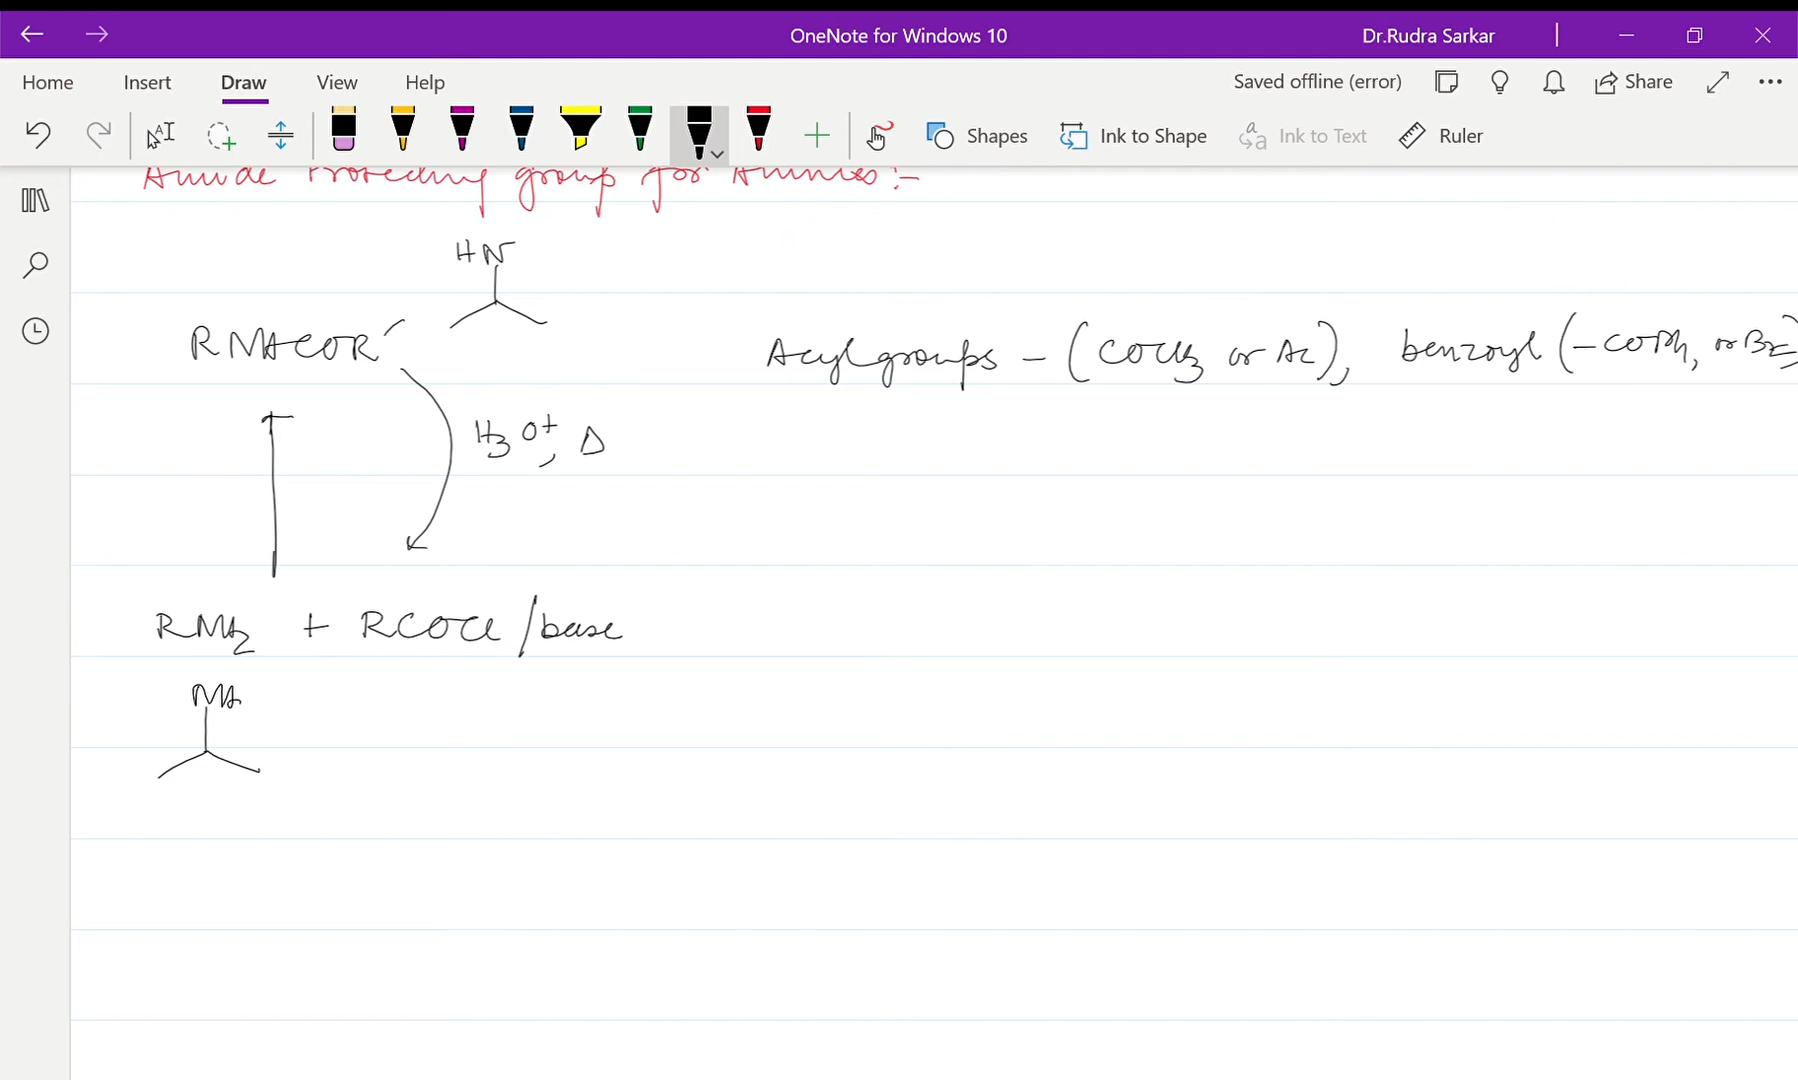 OneNote for Windows 10
Dr.Rudra Sarkar
Home Insert Draw View Help
Saved offline (error)
Share
Shapes
Ink to Shape
Ink to Text
Ruler
Amide Protecting group for Amines:-
HN
RNHCOR′
Acyl groups - (COCH3 or Ac), benzoyl (-COPh, or Bz)
H3O+, Δ
RNH2 + RCOCl / base
NH